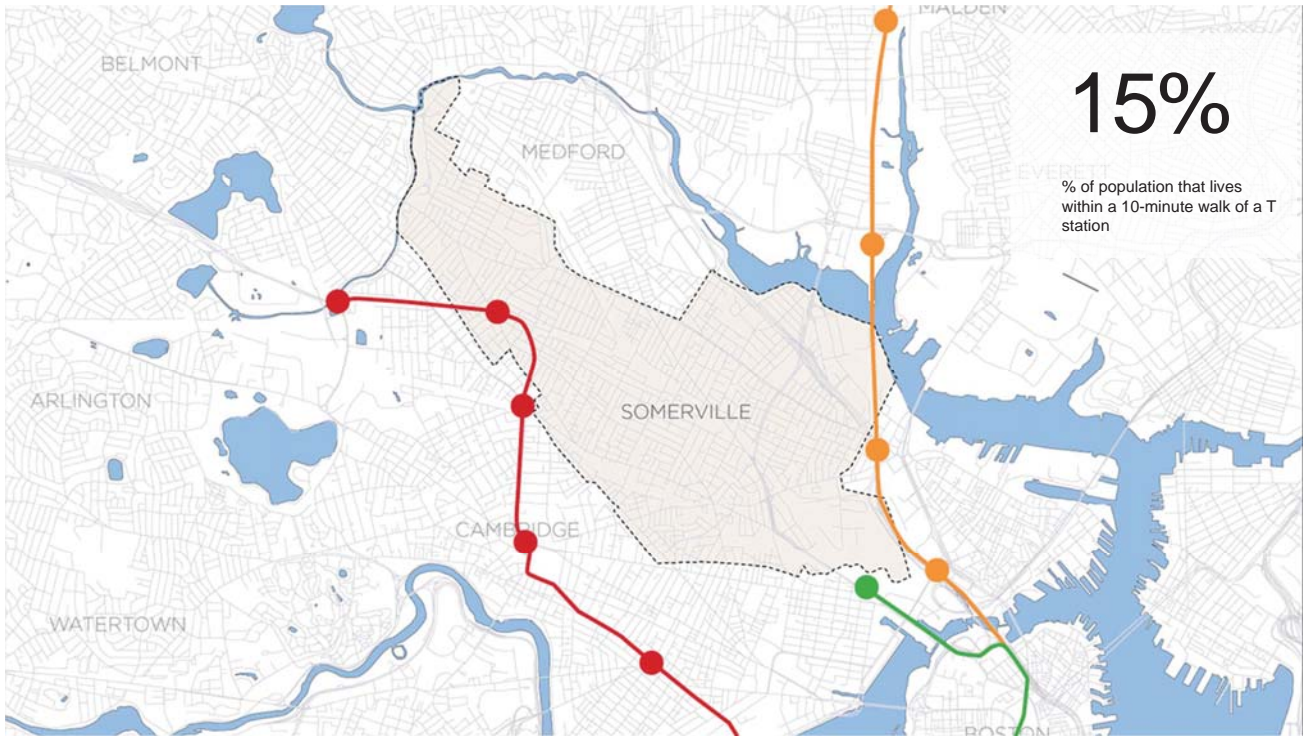 MALDEN
BELMONT
15%
MEDFORD
EVERETT
% of population that lives
within a 10-minute walk of a T
station
ARLINGTON
SOMERVILLE
CAMBRIDGE
WATERTOWN
BOSTON